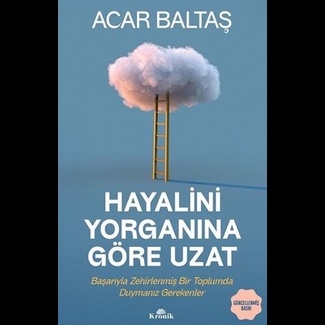 ACAR BALTAŞ
HAYALİNİ
YORGANINA
GÖRE UZAT
Başarıyla Zehirlenmiş Bir Toplumda
Duymanız Gerekenler
GÜNCELLENMİŞ
BASKI
Kronik